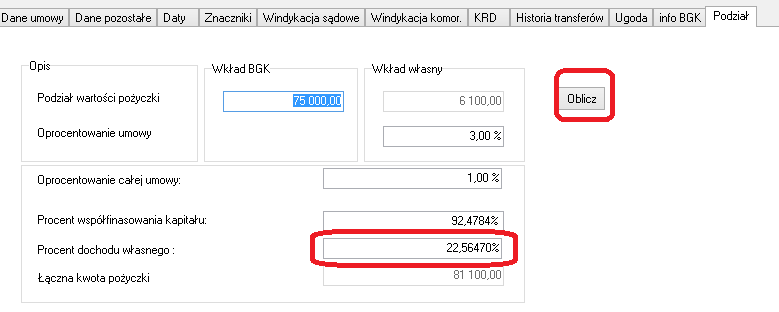 Dane umowy Dane pozostałe Daty Znaczniki Windykacja sądowe Windykacja komor. KRD Historia transferów Ugoda info BGK Podział
Opis Wkład BGK Wkład własny
Podział wartości pożyczki 75 000,00 6 100,00 Oblicz
Oprocentowanie umowy 3,00 %
Oprocentowanie całej umowy: 1,00 %
Procent współfinasowania kapitału: 92,4784%
Procent dochodu własnego : 22,56470%
Łączna kwota pożyczki 81 100,00